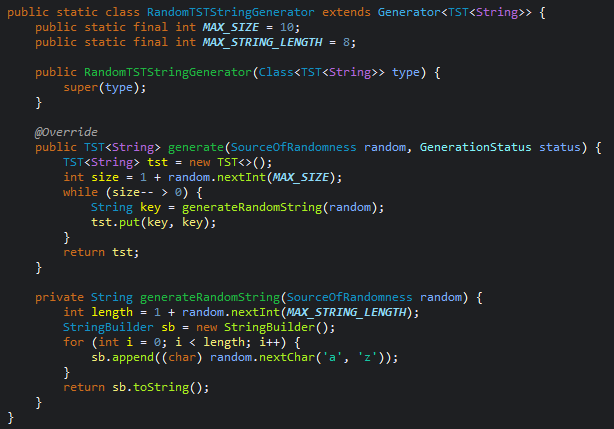 public static class RandomTSTStringGenerator extends Generator<TST<String>> {
    public static final int MAX_SIZE = 10;
    public static final int MAX_STRING_LENGTH = 8;

    public RandomTSTStringGenerator(Class<TST<String>> type) {
        super(type);
    }

    @Override
    public TST<String> generate(SourceOfRandomness random, GenerationStatus status) {
        TST<String> tst = new TST<>();
        int size = 1 + random.nextInt(MAX_SIZE);
        while (size-- > 0) {
            String key = generateRandomString(random);
            tst.put(key, key);
        }
        return tst;
    }

    private String generateRandomString(SourceOfRandomness random) {
        int length = 1 + random.nextInt(MAX_STRING_LENGTH);
        StringBuilder sb = new StringBuilder();
        for (int i = 0; i < length; i++) {
            sb.append((char) random.nextChar('a', 'z'));
        }
        return sb.toString();
    }
}